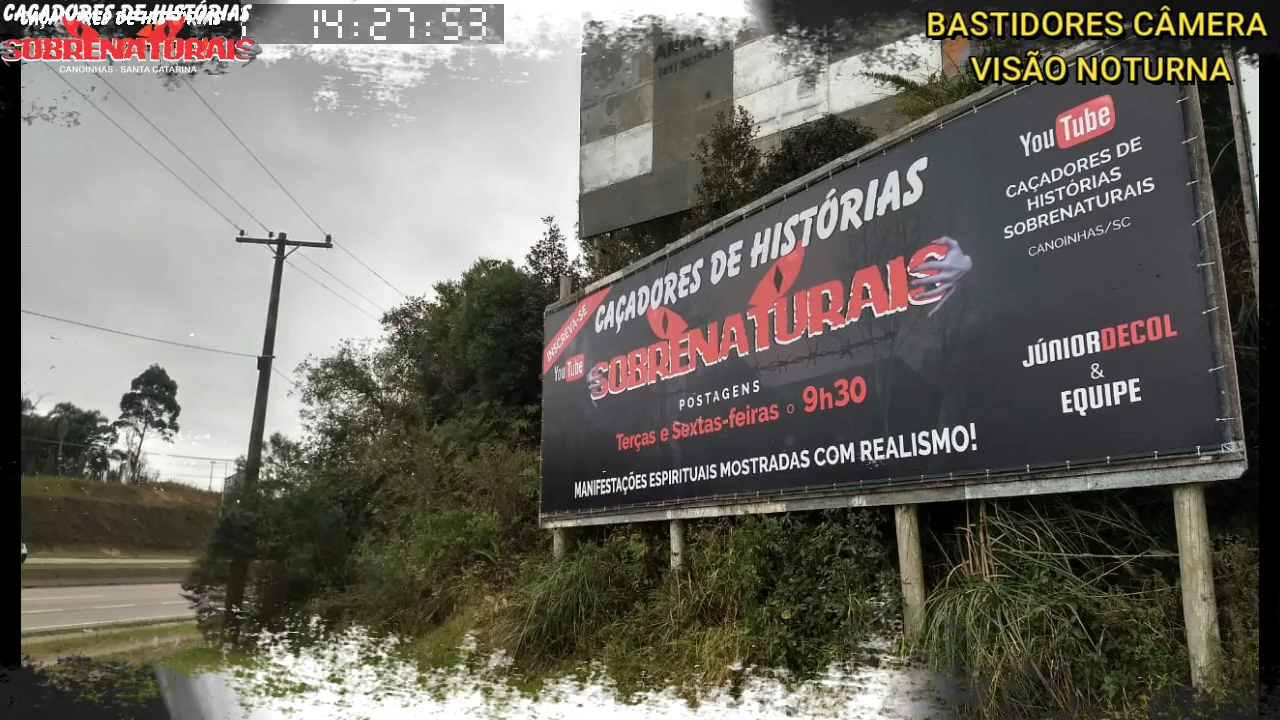 CAÇADORES DE HISTÓRIAS
SOBRENATURAIS
CANOINHAS - SANTA CATARINA
14:27:53
BASTIDORES CÂMERA
VISÃO NOTURNA
INSCREVA-SE
YouTube
CAÇADORES DE HISTÓRIAS
SOBRENATURAIS
POSTAGENS
Terças e Sextas-feiras ○ 9h30
MANIFESTAÇÕES ESPIRITUAIS MOSTRADAS COM REALISMO!
YouTube
CAÇADORES DE
HISTÓRIAS
SOBRENATURAIS
CANOINHAS/SC
JÚNIORDECOL
&
EQUIPE